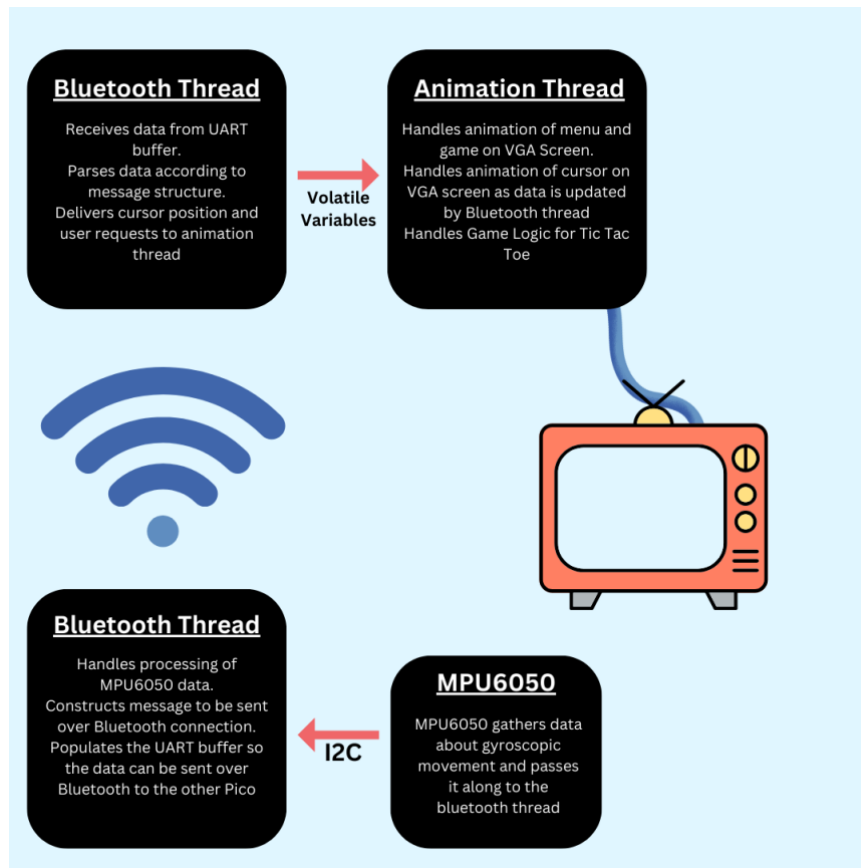 Bluetooth Thread
Receives data from UART
buffer.
Parses data according to
message structure.
Delivers cursor position and
user requests to animation
thread
Volatile
Variables
Animation Thread
Handles animation of menu and
game on VGA Screen.
Handles animation of cursor on
VGA screen as data is updated
by Bluetooth thread
Handles Game Logic for Tic Tac
Toe
Bluetooth Thread
Handles processing of
MPU6050 data.
Constructs message to be sent
over Bluetooth connection.
Populates the UART buffer so
the data can be sent over
Bluetooth to the other Pico
I2C
MPU6050
MPU6050 gathers data
about gyroscopic
movement and passes
it along to the
bluetooth thread